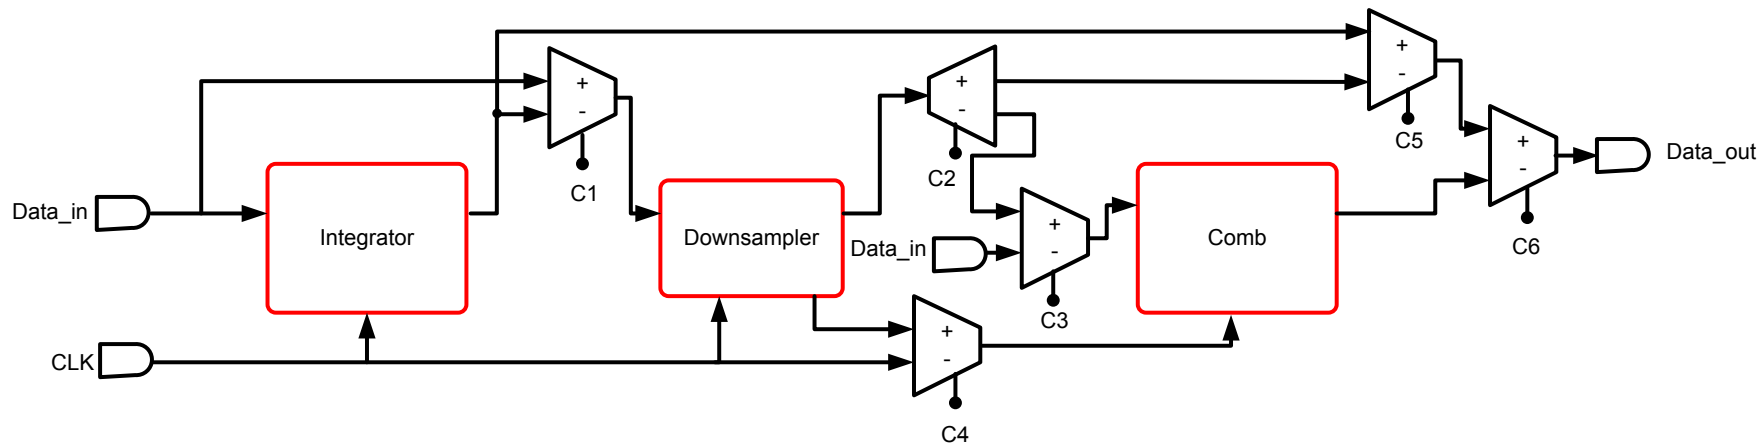 +
-
C5
+
-
C1
+
-
C2
+
-
C6
Data_out
Data_in
Integrator
Downsampler
Data_in
+
-
C3
Comb
CLK
+
-
C4